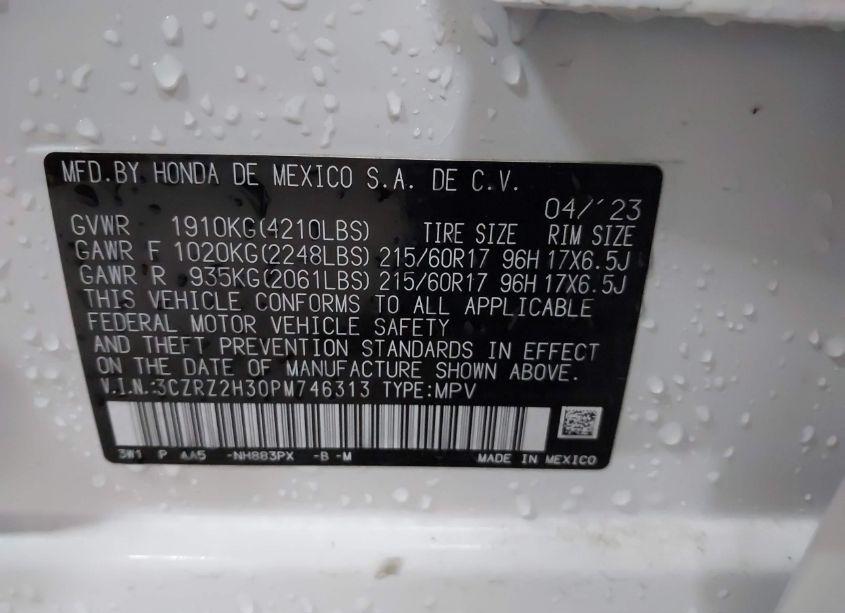 MFD.BY HONDA DE MEXICO S.A. DE C.V.
04/'23
GVWR 1910KG(4210LBS) TIRE SIZE RIM SIZE
GAWR F 1020KG(2248LBS) 215/60R17 96H 17X6.5J
GAWR R 935KG(2061LBS) 215/60R17 96H 17X6.5J
THIS VEHICLE CONFORMS TO ALL APPLICABLE
FEDERAL MOTOR VEHICLE SAFETY
AND THEFT PREVENTION STANDARDS IN EFFECT
ON THE DATE OF MANUFACTURE SHOWN ABOVE.
V.I.N.:3CZRZ2H30PM746313 TYPE:MPV
3W1 P AA5 -NH883PX -B -M MADE IN MEXICO